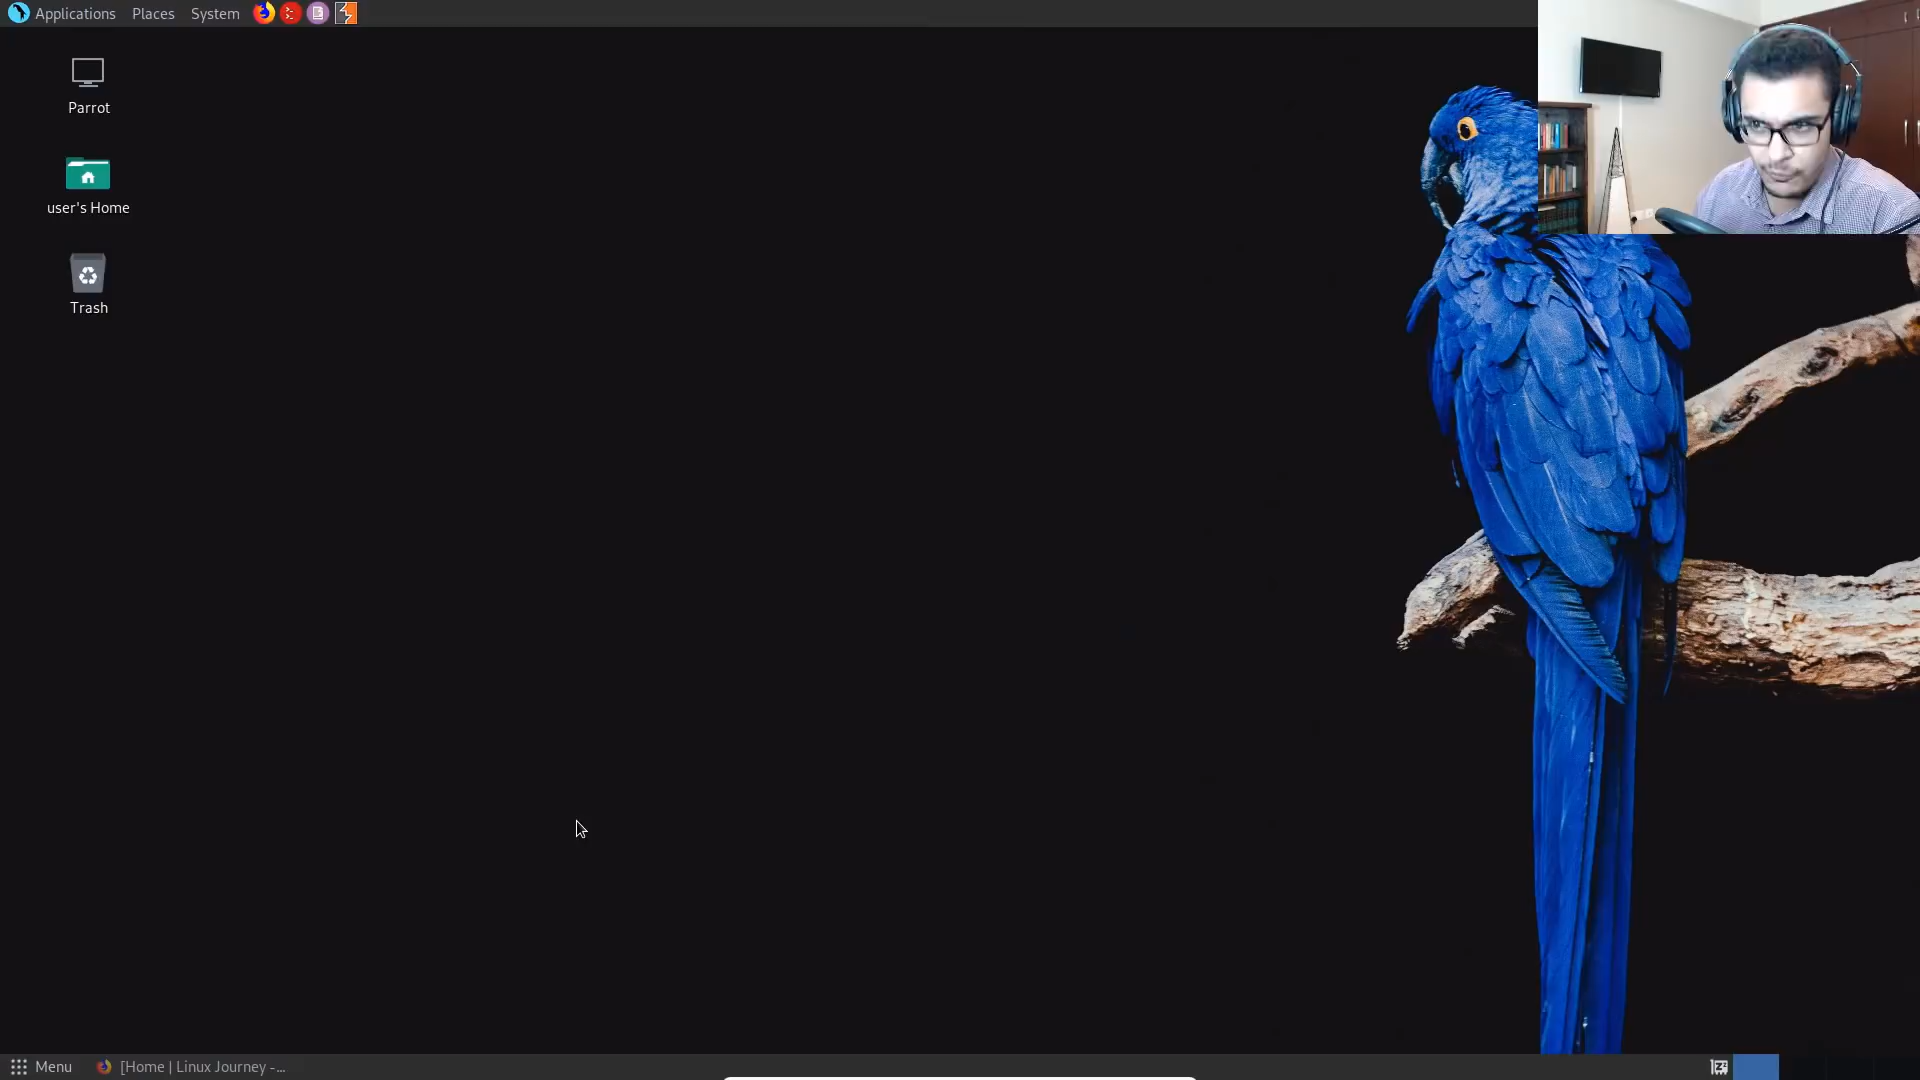 Applications Places System
Parrot
user's Home
Trash
Menu [Home | Linux Journey -...